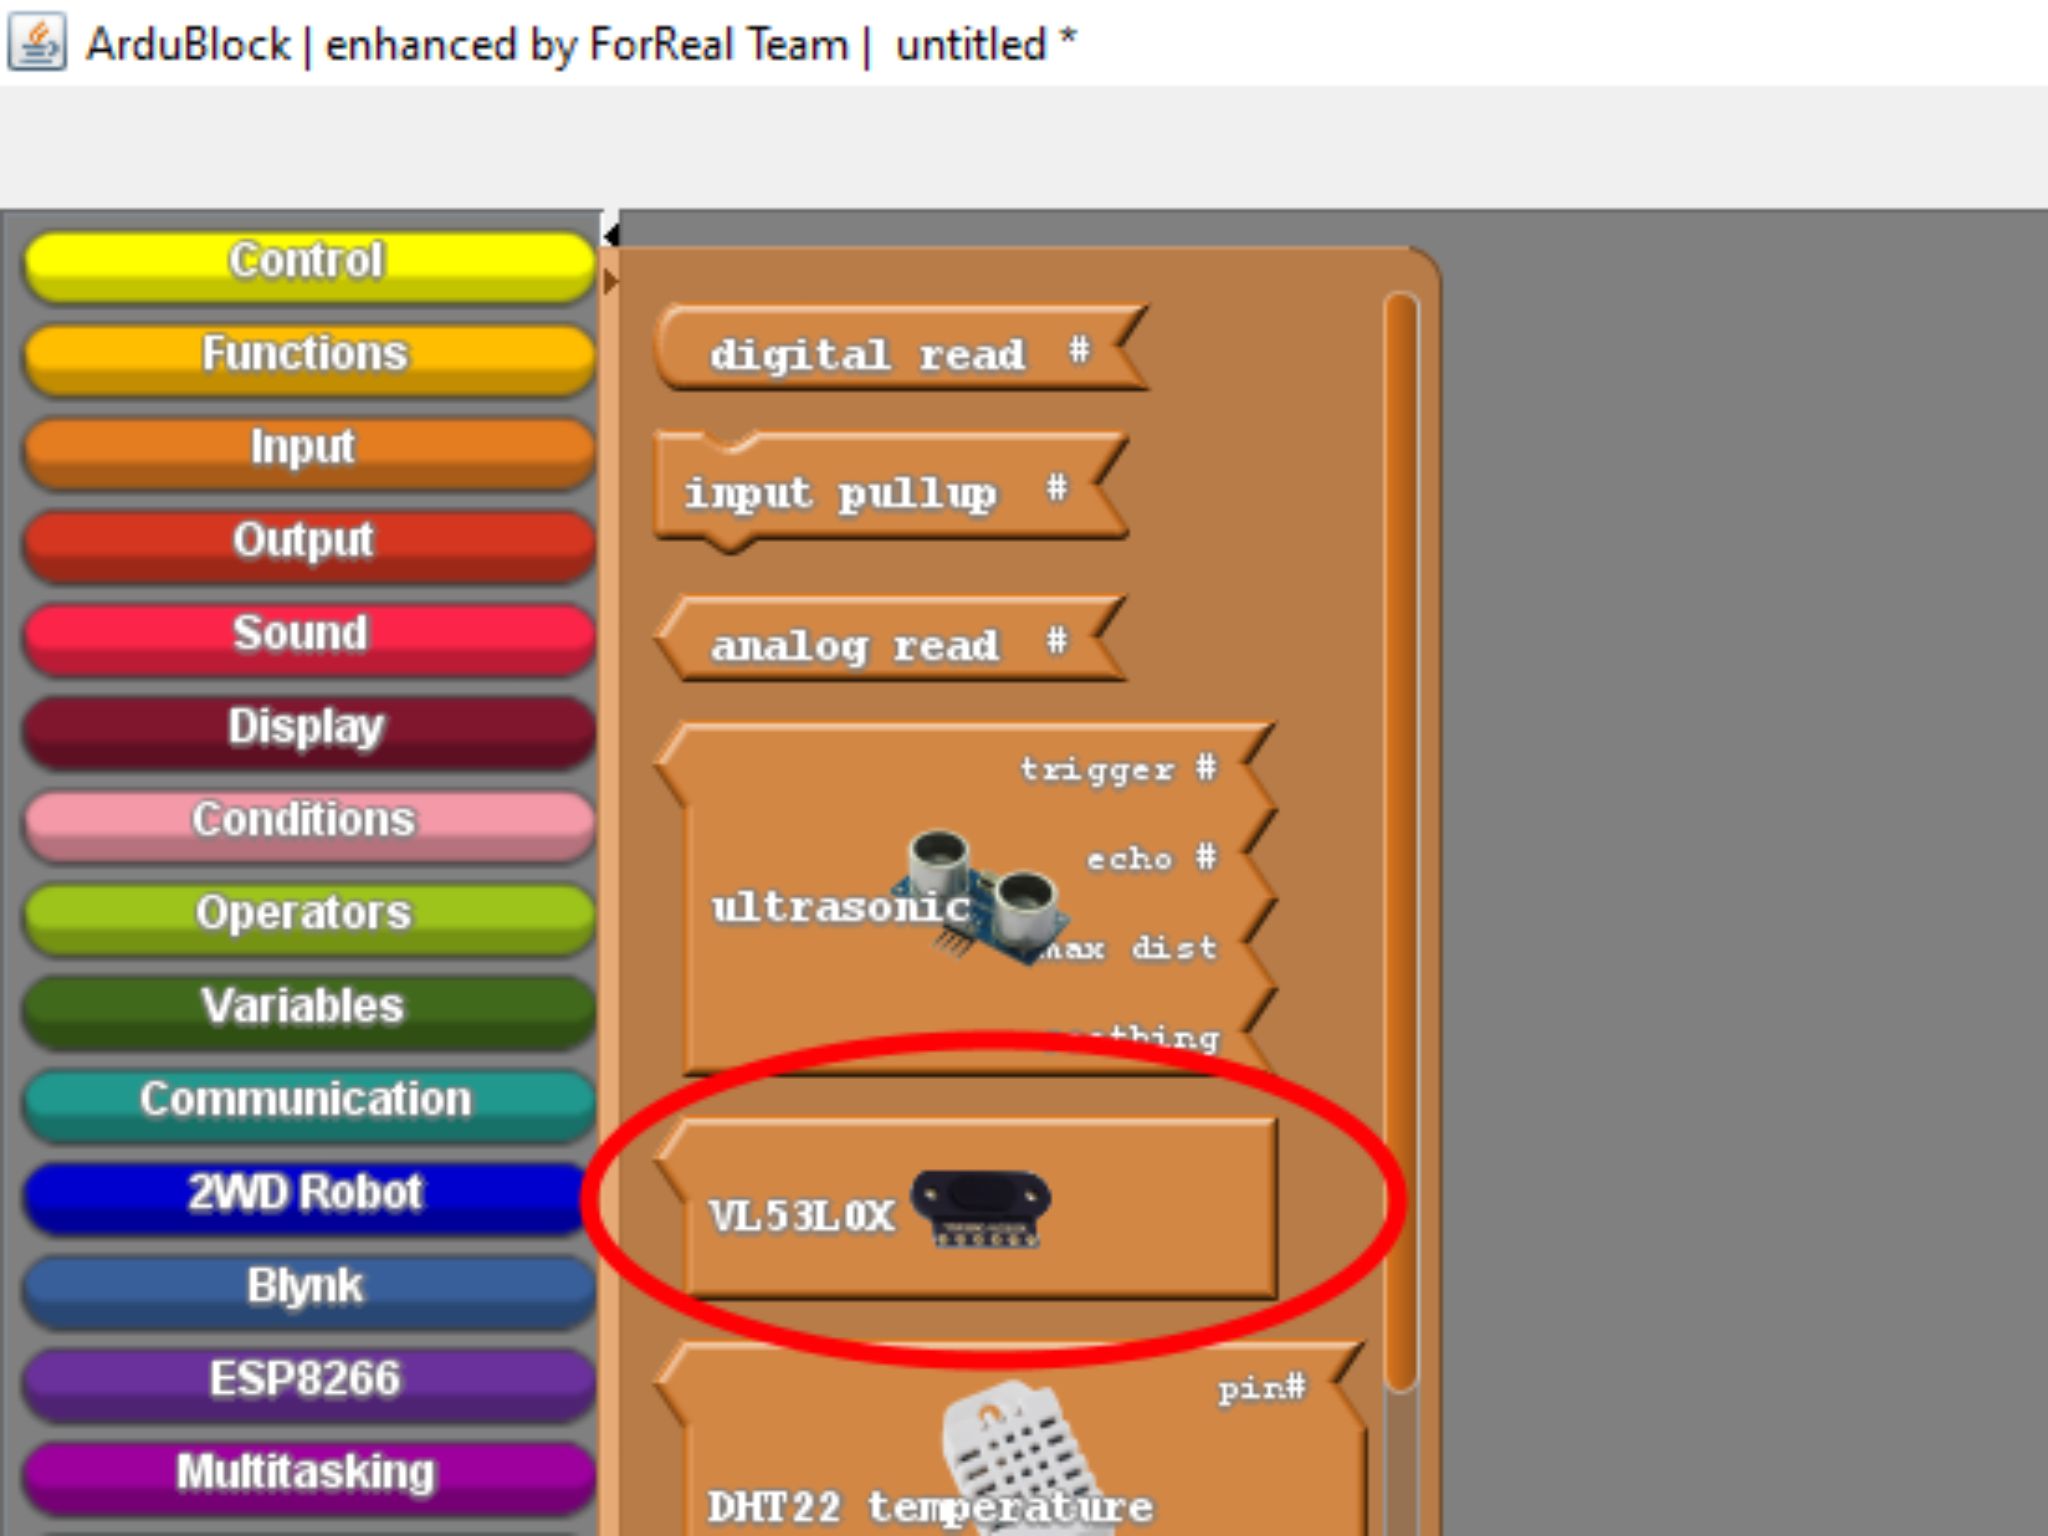 ArduBlock | enhanced by ForReal Team | untitled *
Control
Functions
Input
Output
Sound
Display
Conditions
Operators
Variables
Communication
2WD Robot
Blynk
ESP8266
Multitasking
digital read #
input pullup #
analog read #
trigger #
echo #
ultrasonic
max dist
VL53L0X
pin#
DHT22 temperature